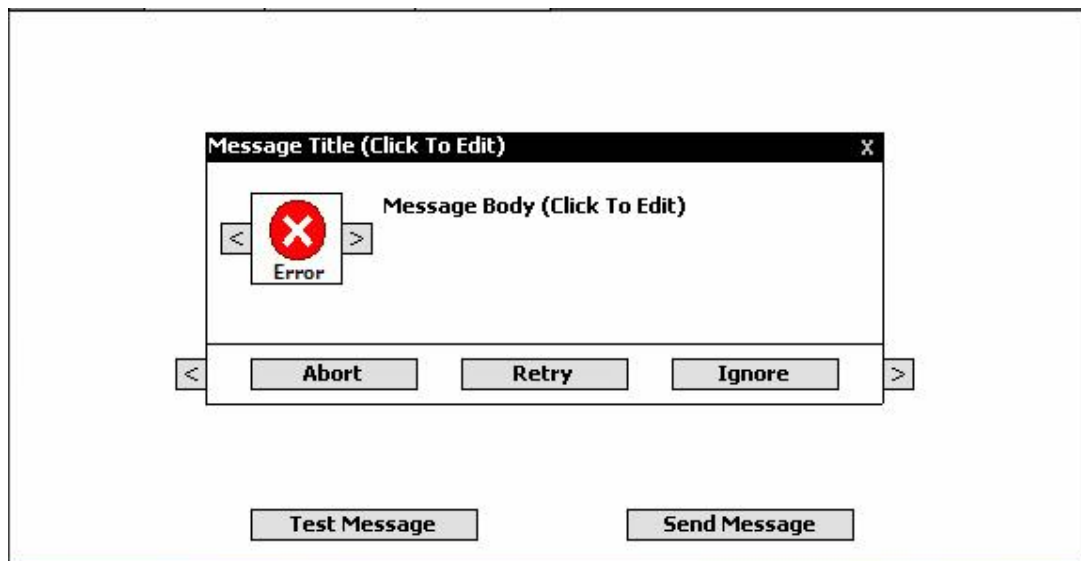 Message Title (Click To Edit) X
Message Body (Click To Edit)
< >
Error
< Abort Retry Ignore >
Test Message Send Message